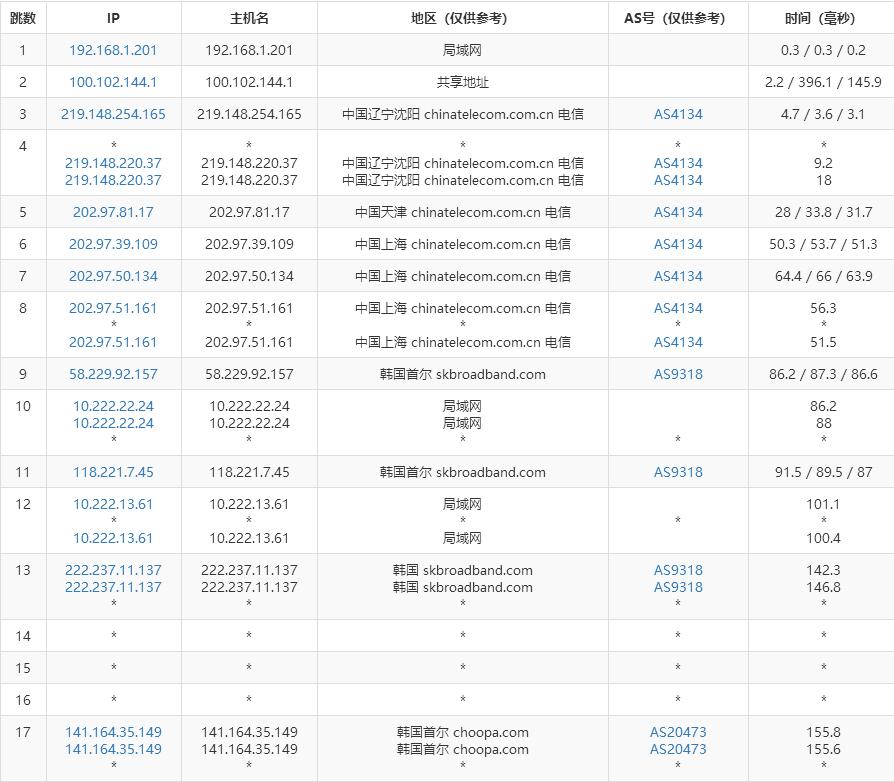 跳数 IP 主机名 地区（仅供参考） AS号（仅供参考） 时间（毫秒）
1 192.168.1.201 192.168.1.201 局域网 0.3 / 0.3 / 0.2
2 100.102.144.1 100.102.144.1 共享地址 2.2 / 396.1 / 145.9
3 219.148.254.165 219.148.254.165 中国辽宁沈阳 chinatelecom.com.cn 电信 AS4134 4.7 / 3.6 / 3.1
4 * * * * *
219.148.220.37 219.148.220.37 中国辽宁沈阳 chinatelecom.com.cn 电信 AS4134 9.2
219.148.220.37 219.148.220.37 中国辽宁沈阳 chinatelecom.com.cn 电信 AS4134 18
5 202.97.81.17 202.97.81.17 中国天津 chinatelecom.com.cn 电信 AS4134 28 / 33.8 / 31.7
6 202.97.39.109 202.97.39.109 中国上海 chinatelecom.com.cn 电信 AS4134 50.3 / 53.7 / 51.3
7 202.97.50.134 202.97.50.134 中国上海 chinatelecom.com.cn 电信 AS4134 64.4 / 66 / 63.9
8 202.97.51.161 202.97.51.161 中国上海 chinatelecom.com.cn 电信 AS4134 56.3
* * * * *
202.97.51.161 202.97.51.161 中国上海 chinatelecom.com.cn 电信 AS4134 51.5
9 58.229.92.157 58.229.92.157 韩国首尔 skbroadband.com AS9318 86.2 / 87.3 / 86.6
10 10.222.22.24 10.222.22.24 局域网 86.2
10.222.22.24 10.222.22.24 局域网 88
* * * * *
11 118.221.7.45 118.221.7.45 韩国首尔 skbroadband.com AS9318 91.5 / 89.5 / 87
12 10.222.13.61 10.222.13.61 局域网 101.1
* * * * *
10.222.13.61 10.222.13.61 局域网 100.4
13 222.237.11.137 222.237.11.137 韩国 skbroadband.com AS9318 142.3
222.237.11.137 222.237.11.137 韩国 skbroadband.com AS9318 146.8
* * * * *
14 * * * * *
15 * * * * *
16 * * * * *
17 141.164.35.149 141.164.35.149 韩国首尔 choopa.com AS20473 155.8
141.164.35.149 141.164.35.149 韩国首尔 choopa.com AS20473 155.6
* * * * *